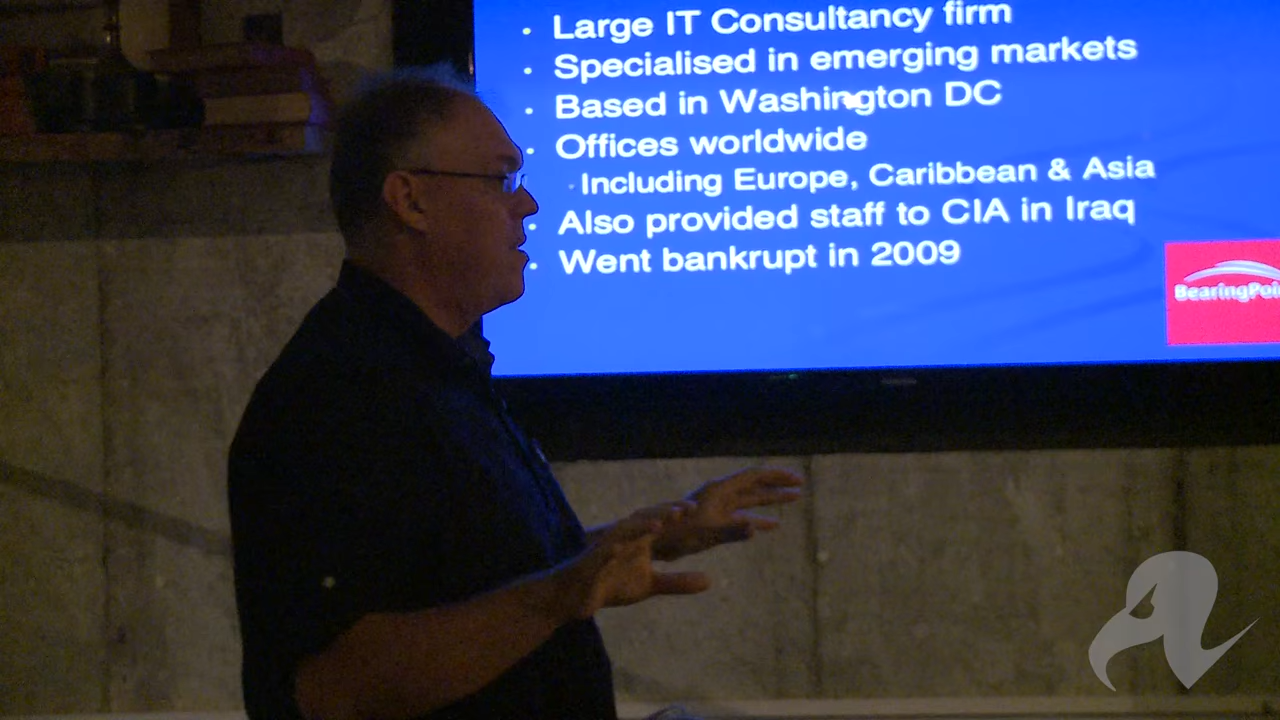 • Large IT Consultancy firm
• Specialised in emerging markets
• Based in Washington DC
• Offices worldwide
• Including Europe, Caribbean & Asia
• Also provided staff to CIA in Iraq
• Went bankrupt in 2009